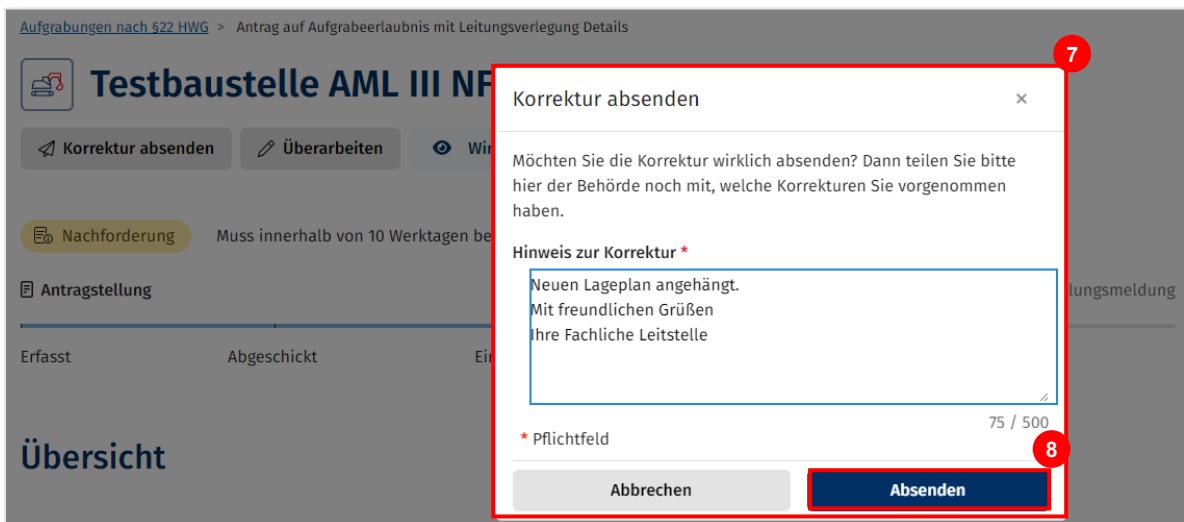 Aufgrabungen nach §22 HWG > Antrag auf Aufgrabeerlaubnis mit Leitungsverlegung Details
7
Testbaustelle AML III NF
Korrektur absenden ×
Korrektur absenden Überarbeiten Wir
Möchten Sie die Korrektur wirklich absenden? Dann teilen Sie bitte
hier der Behörde noch mit, welche Korrekturen Sie vorgenommen
haben.
Nachforderung Muss innerhalb von 10 Werktagen be
Hinweis zur Korrektur *
Neuen Lageplan angehängt.
Mit freundlichen Grüßen
Ihre Fachliche Leitstelle
Antragstellung lungsmeldung
Erfasst Abgeschickt Ei
75 / 500
* Pflichtfeld
8
Übersicht
Abbrechen Absenden